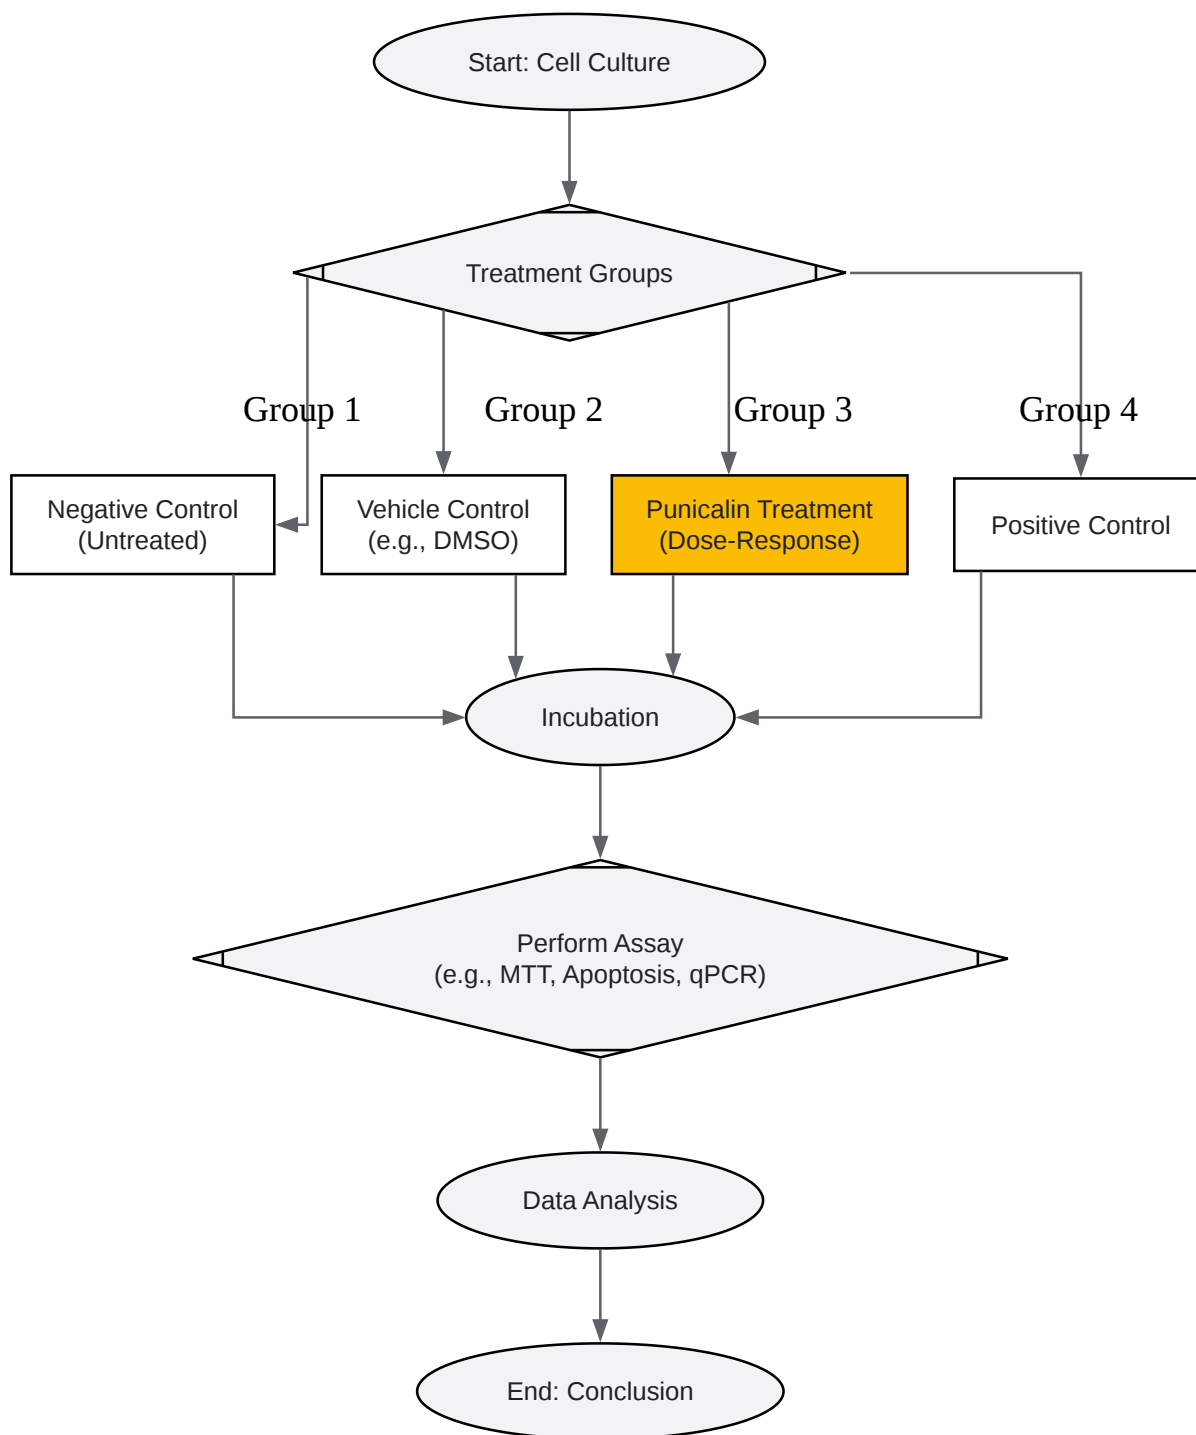 Start: Cell Culture
Treatment Groups
Group 1
Group 2
Group 3
Group 4
Negative Control
(Untreated)
Vehicle Control
(e.g., DMSO)
Punicalin Treatment
(Dose-Response)
Positive Control
Incubation
Perform Assay
(e.g., MTT, Apoptosis, qPCR)
Data Analysis
End: Conclusion